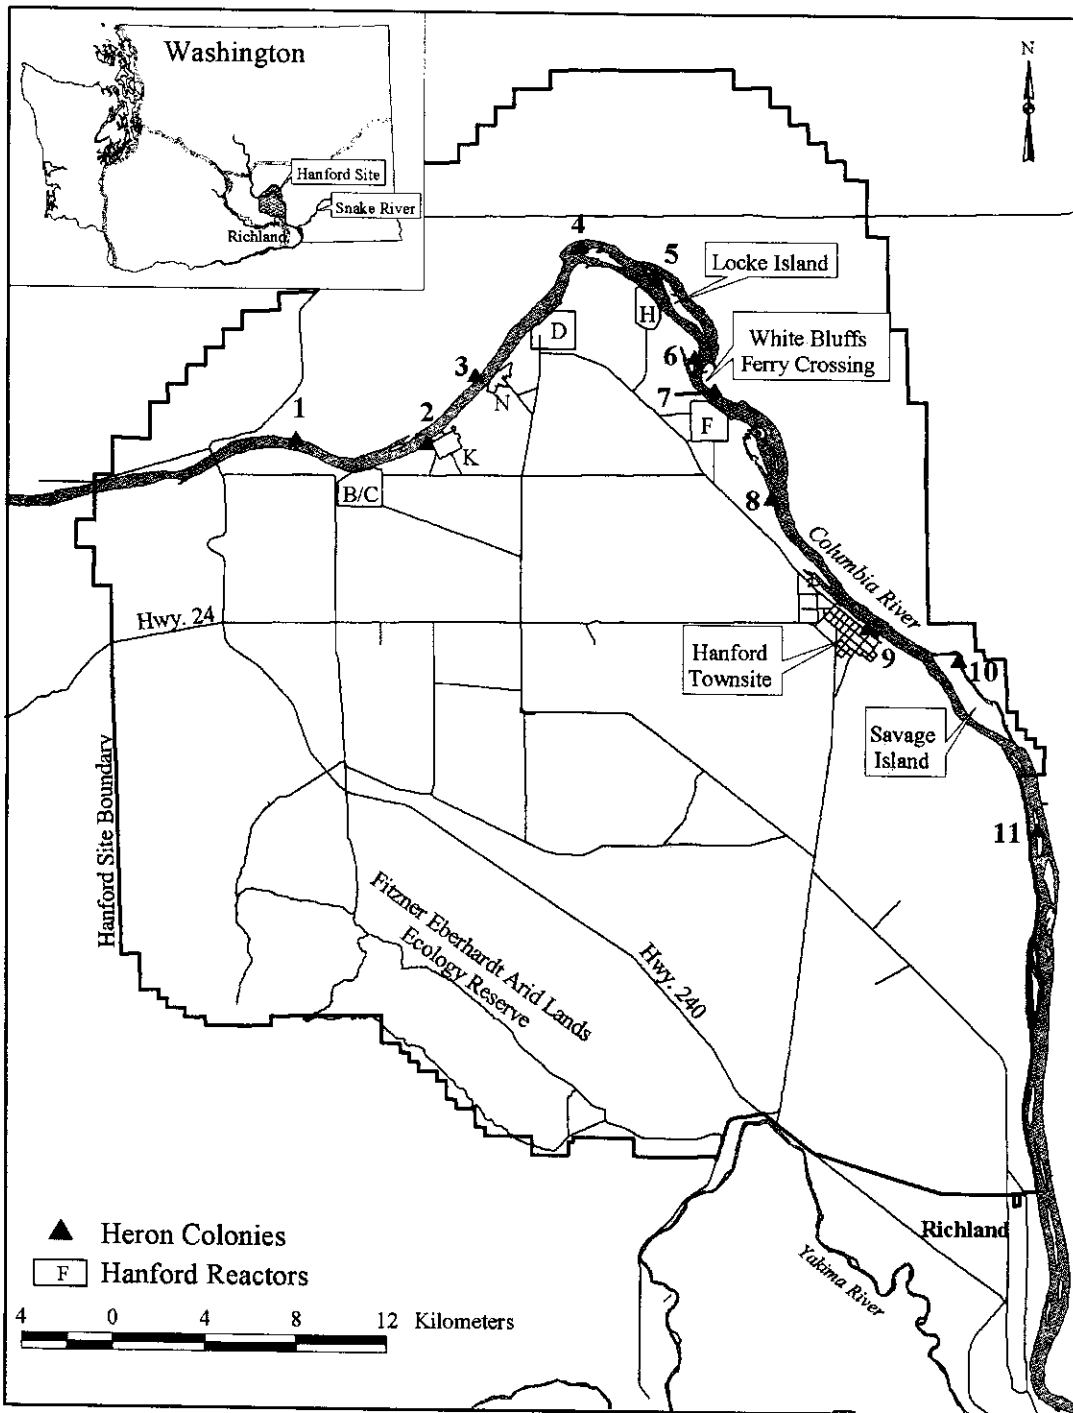 Washington
Hanford Site
Snake River
Richland
N
4
5
Locke Island
H
D
White Bluffs
Ferry Crossing
6
3
7
N
F
1
2
K
B/C
8
Columbia River
Hwy. 24
Hanford
Townsite
9
10
Savage
Island
Hanford Site Boundary
11
Fitzner Eberhardt Arid Lands
Ecology Reserve
Hwy. 240
Heron Colonies
F
Hanford Reactors
Richland
Yakima River
4 0 4 8 12 Kilometers